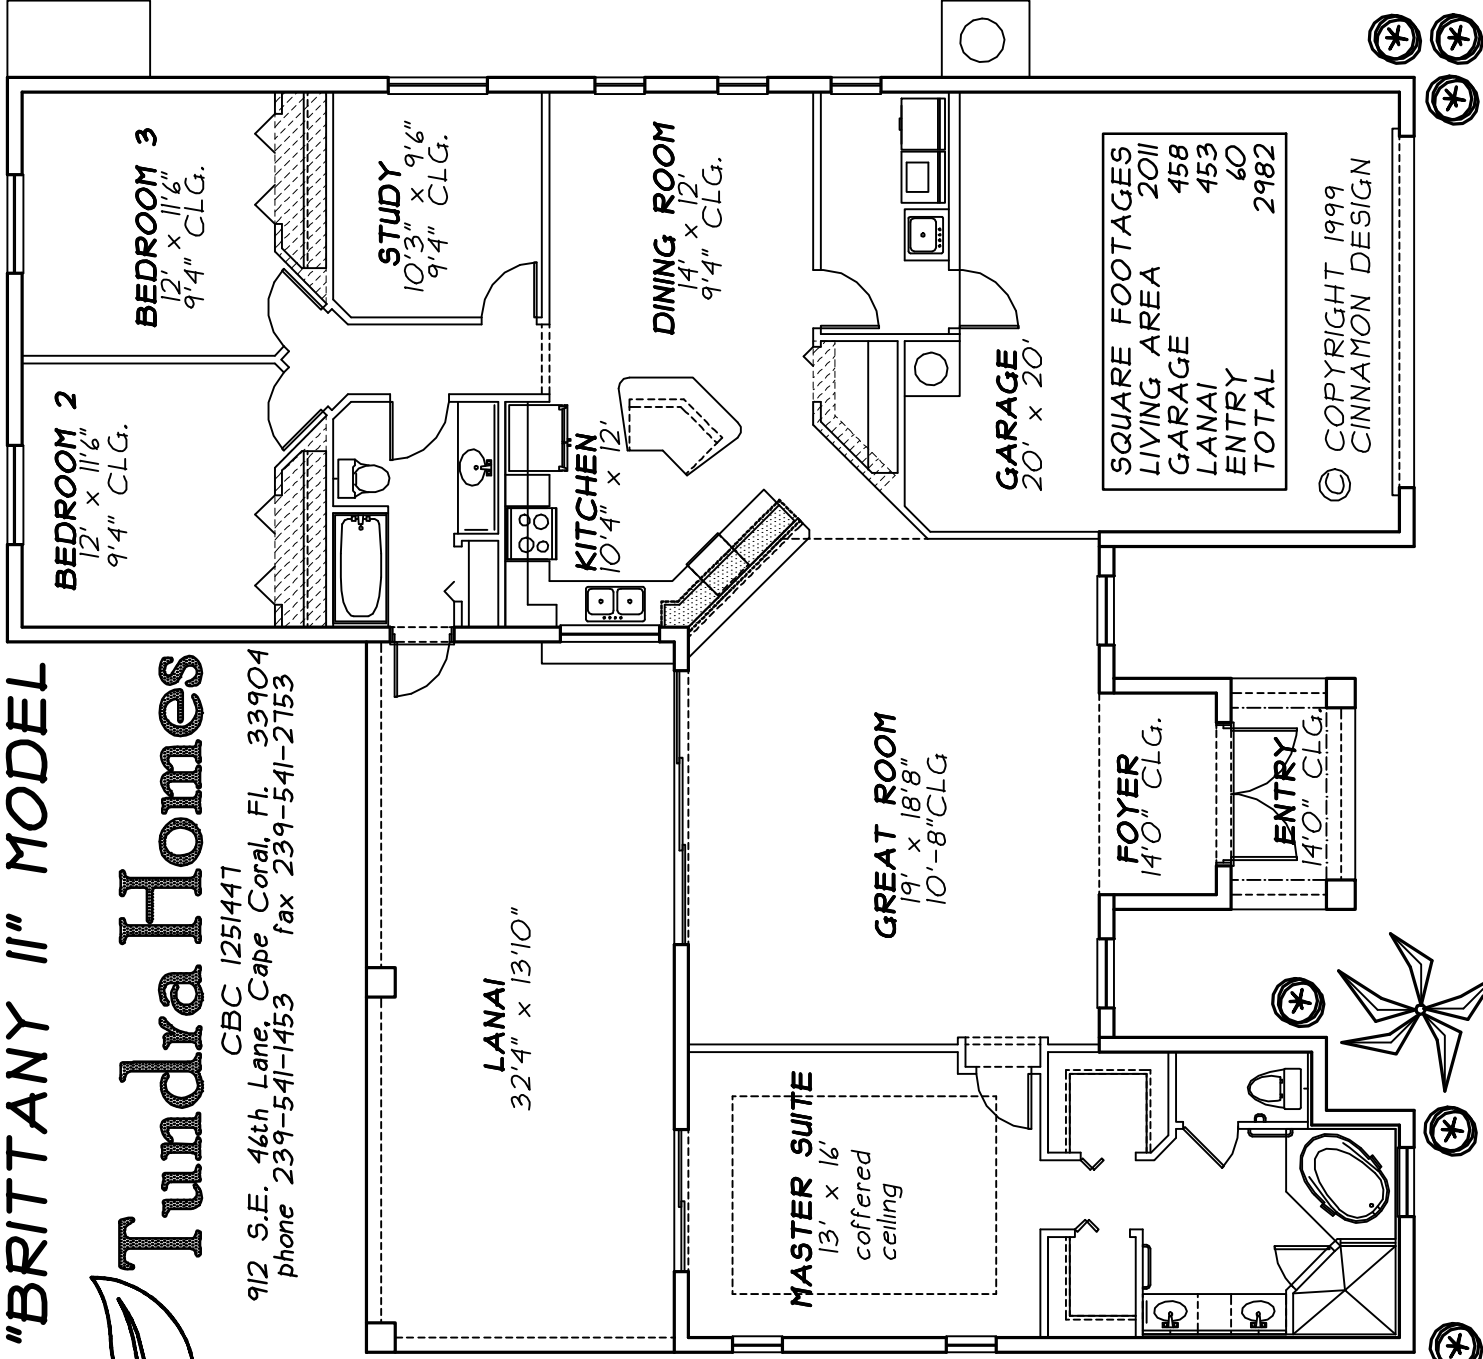 "BRITTANY II" MODEL
Tundra Homes
CBC 1251447
912 S.E. 46th Lane, Cape Coral, Fl. 33904
phone 239-541-1453 fax 239-541-2753
BEDROOM 2
12' x 11'6"
9'4" CLG.
BEDROOM 3
12' x 11'6"
9'4" CLG.
STUDY
10'3" x 9'6"
9'4" CLG.
LANAI
32'4" x 13'10"
KITCHEN
10'4" x 12'
DINING ROOM
14' x 12'
9'4" CLG.
MASTER SUITE
13' x 16'
coffered
ceiling
GREAT ROOM
19' x 18'8"
10'-8"CLG
GARAGE
20' x 20'
FOYER
14'0" CLG.
SQUARE FOOTAGES
LIVING AREA 2011
GARAGE 458
LANAI 453
ENTRY 60
TOTAL 2982
ENTRY
14'0" CLG.
© COPYRIGHT 1999
CINNAMON DESIGN